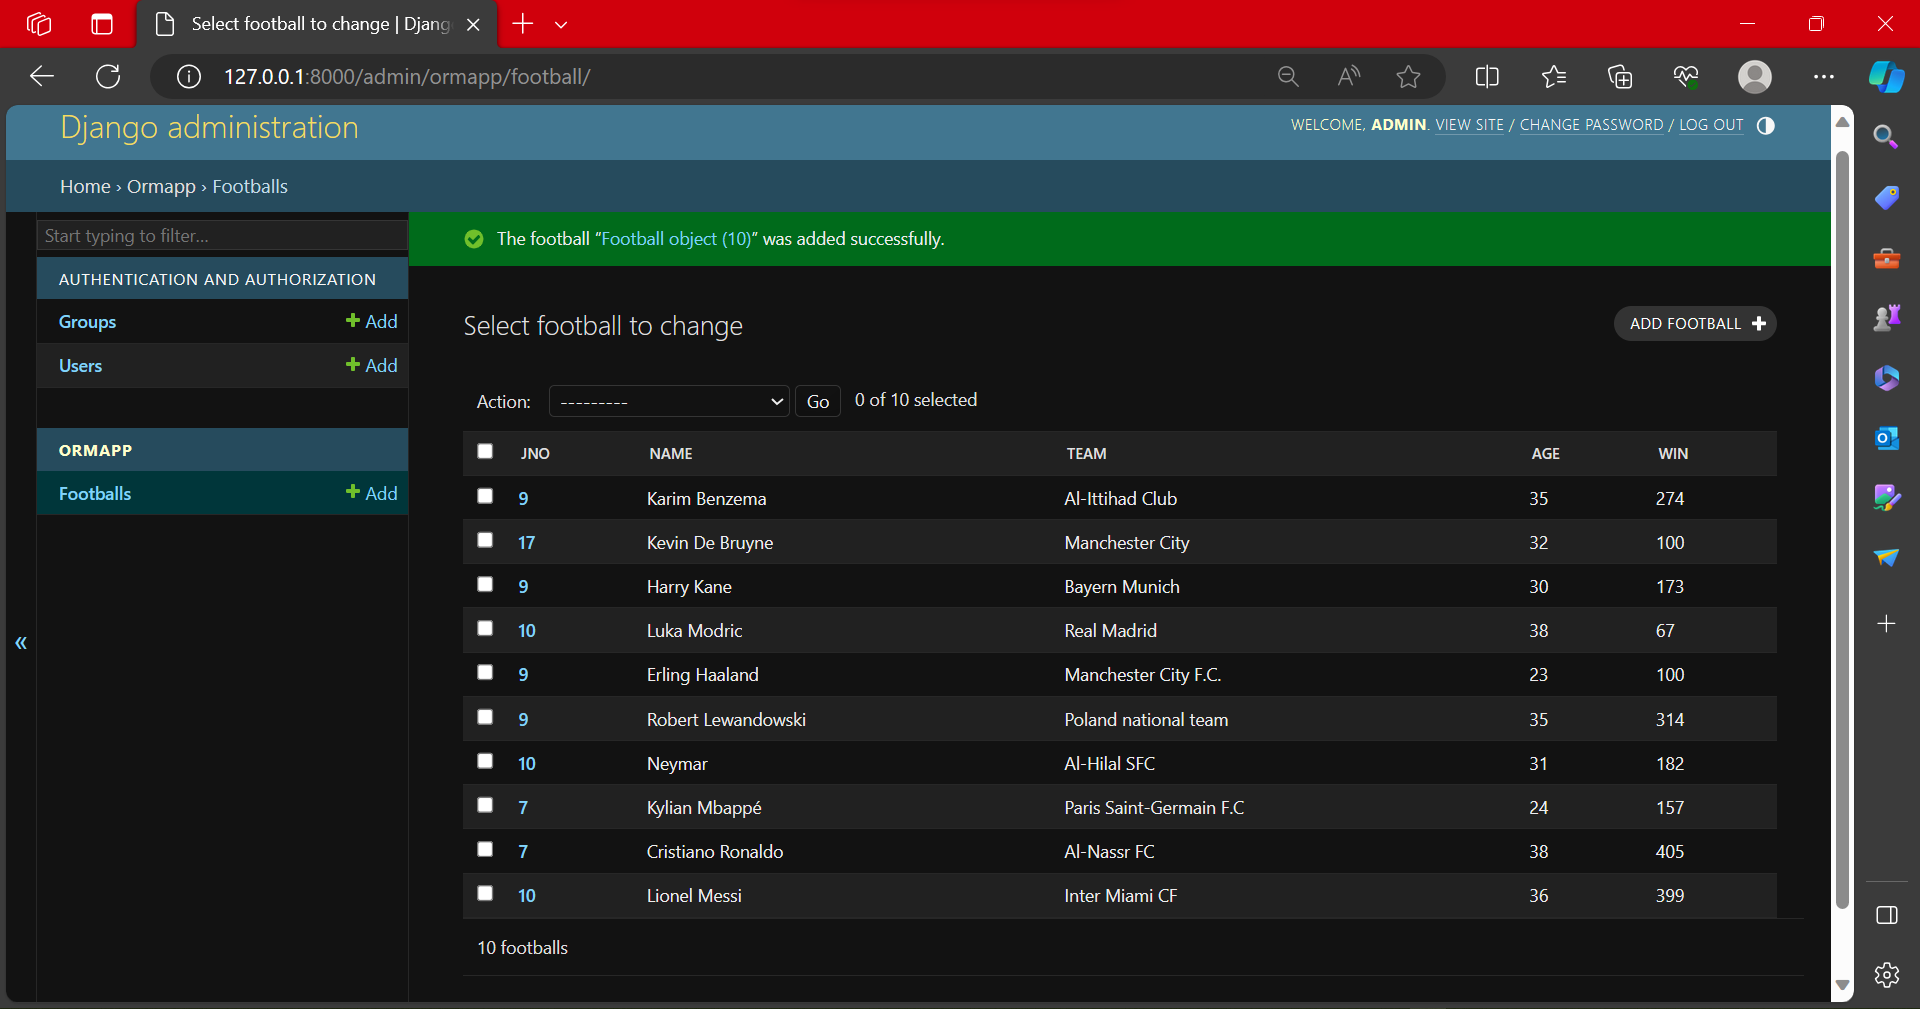 Select football to change | Djang
127.0.0.1:8000/admin/ormapp/football/
Django administration
WELCOME, ADMIN. VIEW SITE / CHANGE PASSWORD / LOG OUT
Home › Ormapp › Footballs
Start typing to filter...
The football “Football object (10)” was added successfully.
AUTHENTICATION AND AUTHORIZATION
Groups Add
Users Add
ORMAPP
Footballs Add
«
Select football to change
ADD FOOTBALL
Action: --------- Go 0 of 10 selected
JNO NAME TEAM AGE WIN
9 Karim Benzema Al-Ittihad Club 35 274
17 Kevin De Bruyne Manchester City 32 100
9 Harry Kane Bayern Munich 30 173
10 Luka Modric Real Madrid 38 67
9 Erling Haaland Manchester City F.C. 23 100
9 Robert Lewandowski Poland national team 35 314
10 Neymar Al-Hilal SFC 31 182
7 Kylian Mbappé Paris Saint-Germain F.C 24 157
7 Cristiano Ronaldo Al-Nassr FC 38 405
10 Lionel Messi Inter Miami CF 36 399
10 footballs